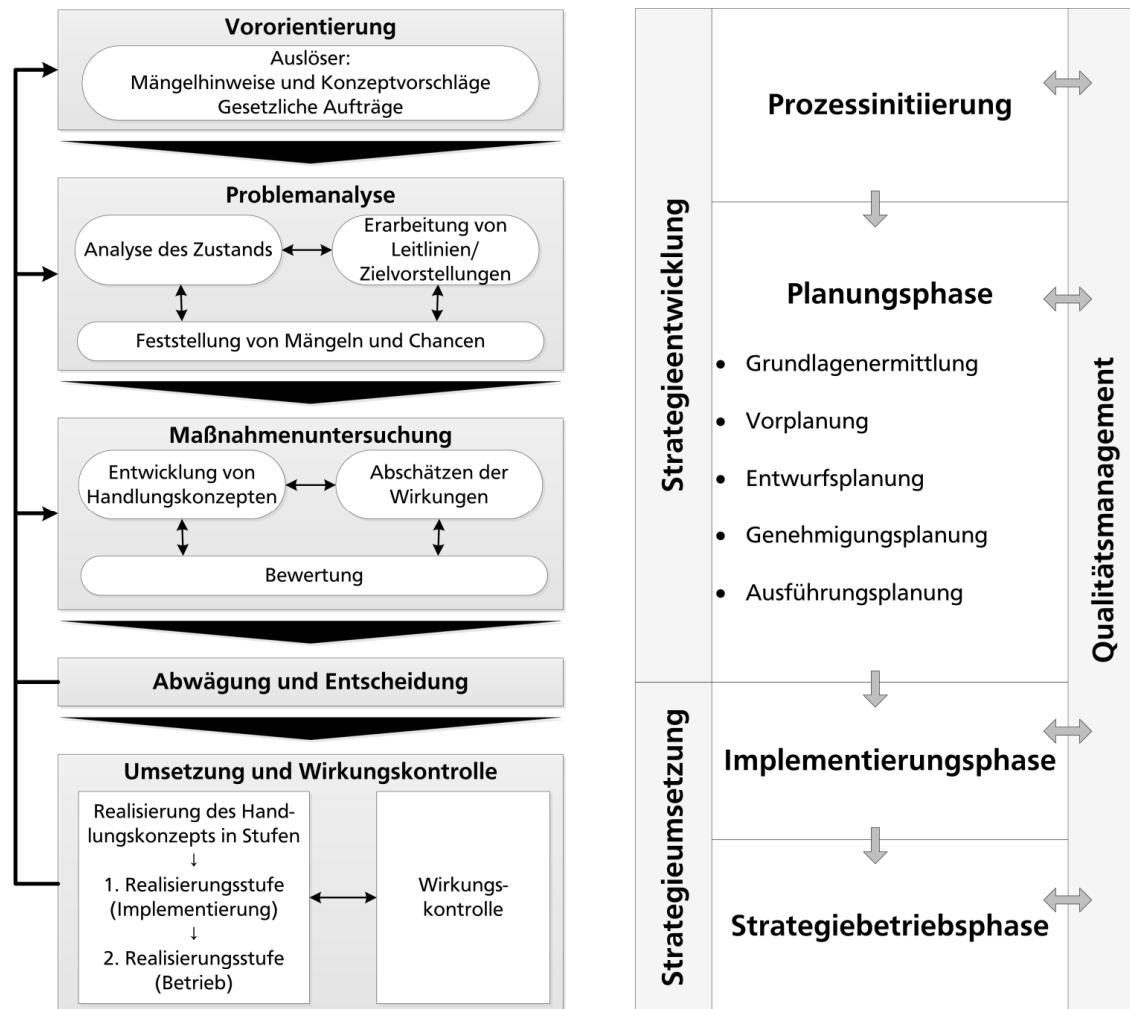 Vororientierung
Auslöser:
Mängelhinweise und Konzeptvorschläge
Gesetzliche Aufträge
Problemanalyse
Analyse des Zustands
Erarbeitung von
Leitlinien/
Zielvorstellungen
Feststellung von Mängeln und Chancen
Maßnahmenuntersuchung
Entwicklung von
Handlungskonzepten
Abschätzen der
Wirkungen
Bewertung
Abwägung und Entscheidung
Umsetzung und Wirkungskontrolle
Realisierung des Hand-
lungskonzepts in Stufen
↓
1. Realisierungsstufe
(Implementierung)
↓
2. Realisierungsstufe
(Betrieb)
Wirkungs-
kontrolle
Strategieentwicklung
Prozessinitiierung
Planungsphase
• Grundlagenermittlung
• Vorplanung
• Entwurfsplanung
• Genehmigungsplanung
• Ausführungsplanung
Strategieumsetzung
Implementierungsphase
Strategiebetriebsphase
Qualitätsmanagement